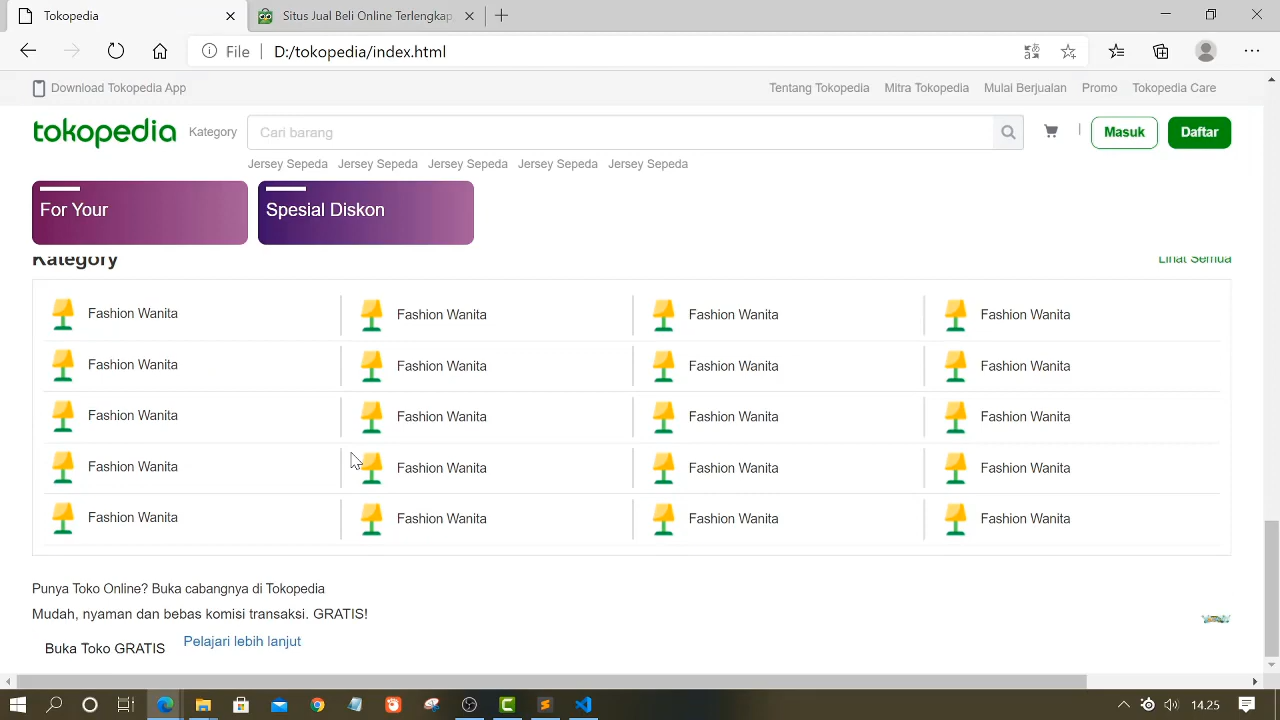 Tokopedia
Situs Jual Beli Online Terlengkap
File
D:/tokopedia/index.html
Download Tokopedia App
Tentang Tokopedia Mitra Tokopedia Mulai Berjualan Promo Tokopedia Care
tokopedia
Kategory
Cari barang
Masuk
Daftar
Jersey Sepeda Jersey Sepeda Jersey Sepeda Jersey Sepeda Jersey Sepeda
For Your
Spesial Diskon
Kategory
Lihat Semua
Fashion Wanita Fashion Wanita Fashion Wanita Fashion Wanita
Fashion Wanita Fashion Wanita Fashion Wanita Fashion Wanita
Fashion Wanita Fashion Wanita Fashion Wanita Fashion Wanita
Fashion Wanita Fashion Wanita Fashion Wanita Fashion Wanita
Fashion Wanita Fashion Wanita Fashion Wanita Fashion Wanita
Punya Toko Online? Buka cabangnya di Tokopedia
Mudah, nyaman dan bebas komisi transaksi. GRATIS!
Buka Toko GRATIS
Pelajari lebih lanjut
14.25